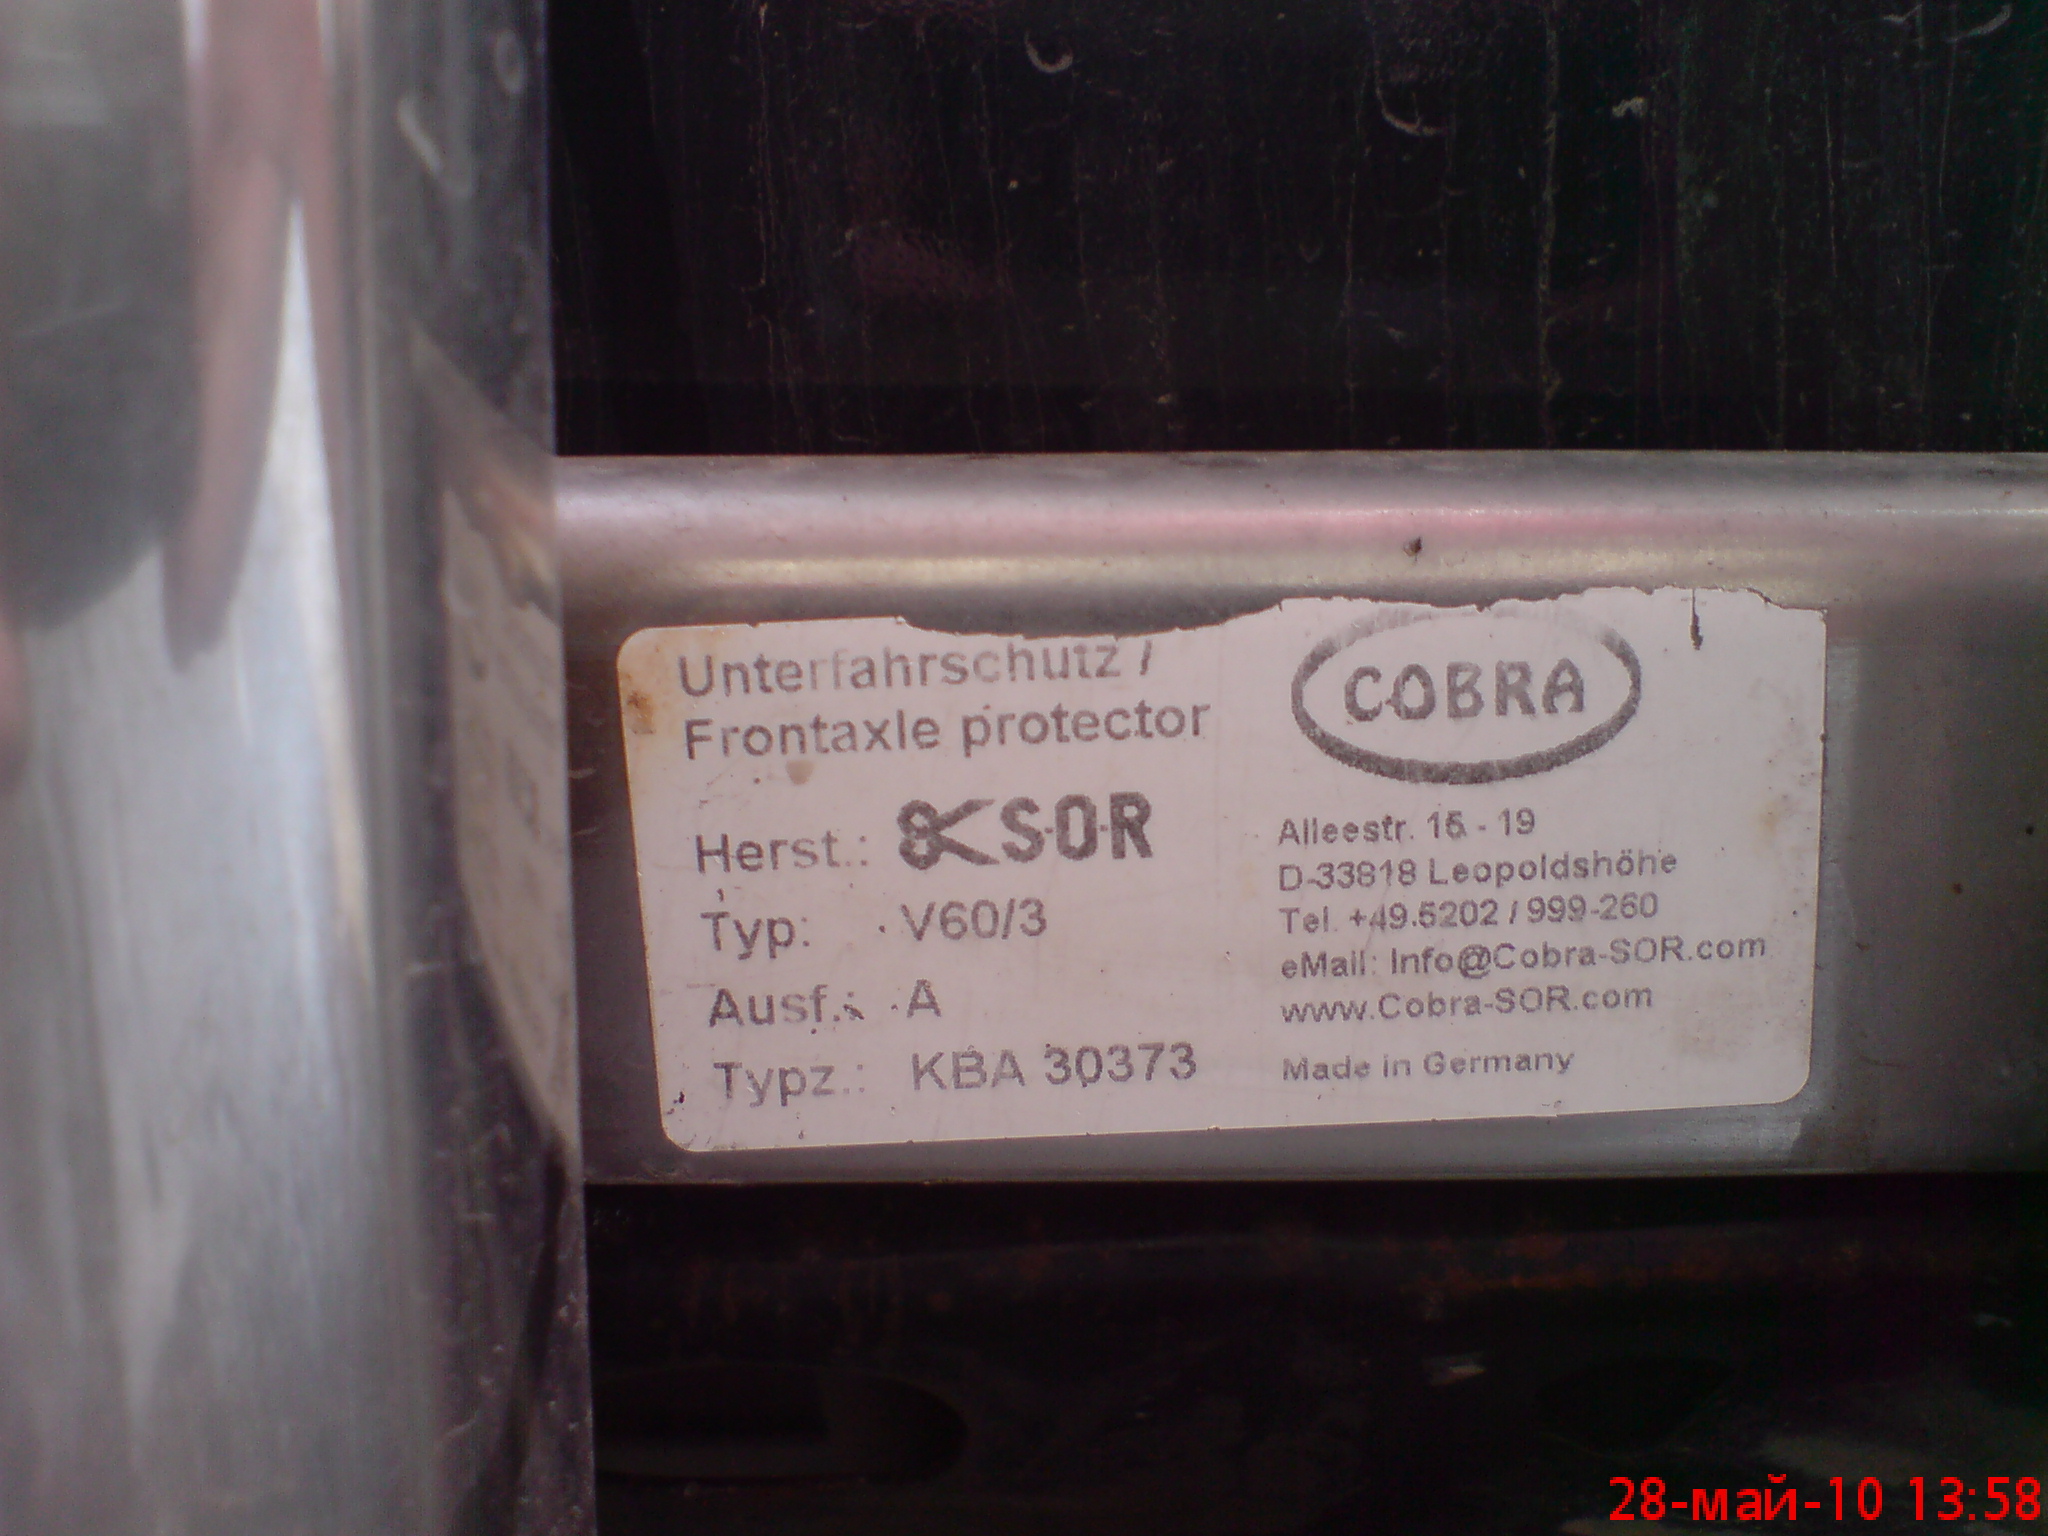 Unterfahrschutz /
Frontaxle protector
Herst.: SOR
Typ: V60/3
Ausf.: A
Typz.: KBA 30373
COBRA
Alleestr. 15 - 19
D-33818 Leopoldshöhe
Tel. +49.5202 / 999-260
eMail: Info@Cobra-SOR.com
www.Cobra-SOR.com
Made in Germany
28-май-10 13:58